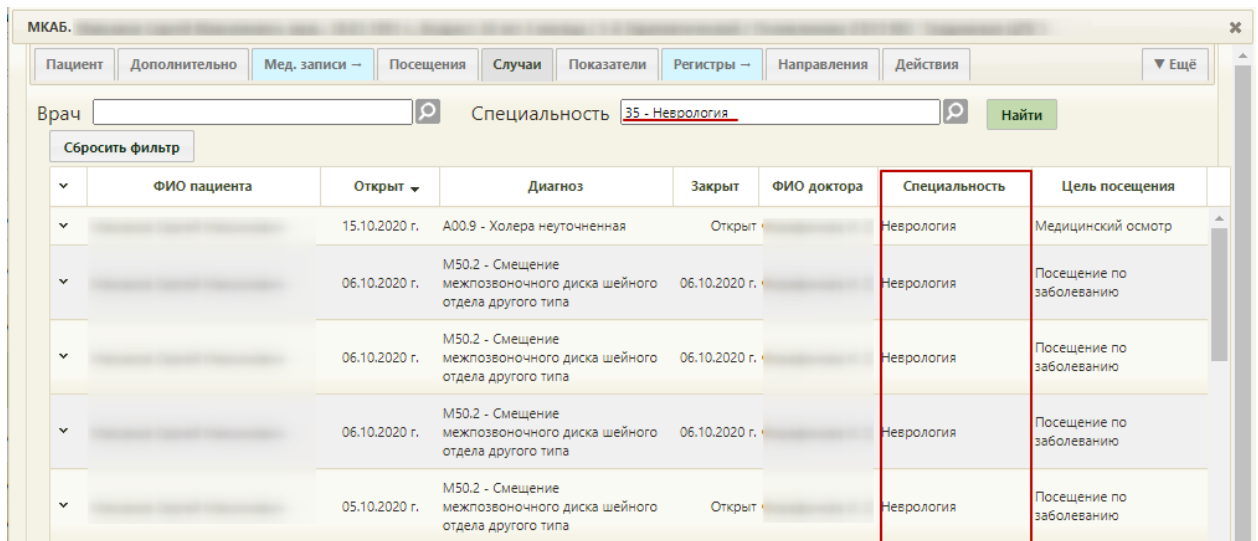 МКАБ.
Пациент Дополнительно Мед. записи → Посещения Случаи Показатели Регистры → Направления Действия ▼ Ещё
Врач Специальность 35 - Неврология Найти
Сбросить фильтр
ФИО пациента Открыт Диагноз Закрыт ФИО доктора Специальность Цель посещения
15.10.2020 г. A00.9 - Холера неуточненная Открыт Неврология Медицинский осмотр
M50.2 - Смещение
межпозвоночного диска шейного
отдела другого типа
06.10.2020 г. 06.10.2020 г. Неврология
Посещение по
заболеванию
M50.2 - Смещение
межпозвоночного диска шейного
отдела другого типа
06.10.2020 г. 06.10.2020 г. Неврология
Посещение по
заболеванию
M50.2 - Смещение
межпозвоночного диска шейного
отдела другого типа
06.10.2020 г. 06.10.2020 г. Неврология
Посещение по
заболеванию
M50.2 - Смещение
межпозвоночного диска шейного
отдела другого типа
05.10.2020 г. Открыт Неврология
Посещение по
заболеванию